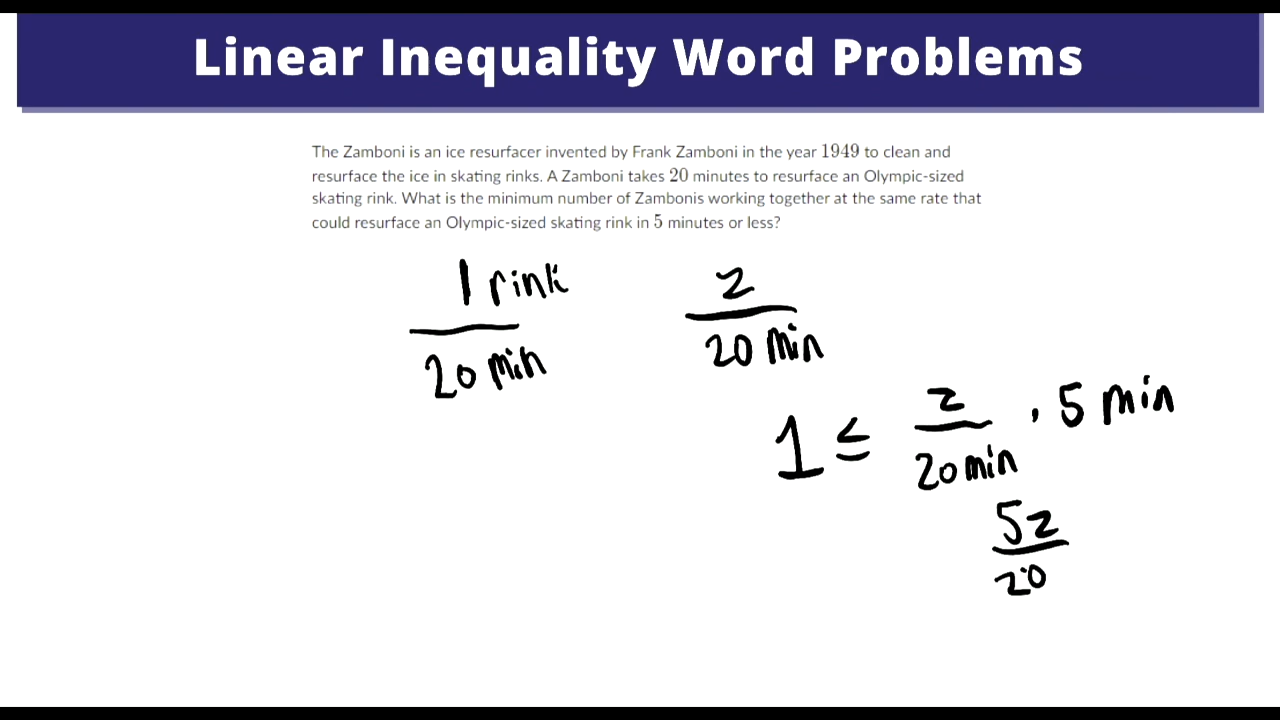 Linear Inequality Word Problems
The Zamboni is an ice resurfacer invented by Frank Zamboni in the year 1949 to clean and
resurface the ice in skating rinks. A Zamboni takes 20 minutes to resurface an Olympic-sized
skating rink. What is the minimum number of Zambonis working together at the same rate that
could resurface an Olympic-sized skating rink in 5 minutes or less?
1 rink
20 min
z
20 min
1 ≤ z/20 min · 5 min
5z
20